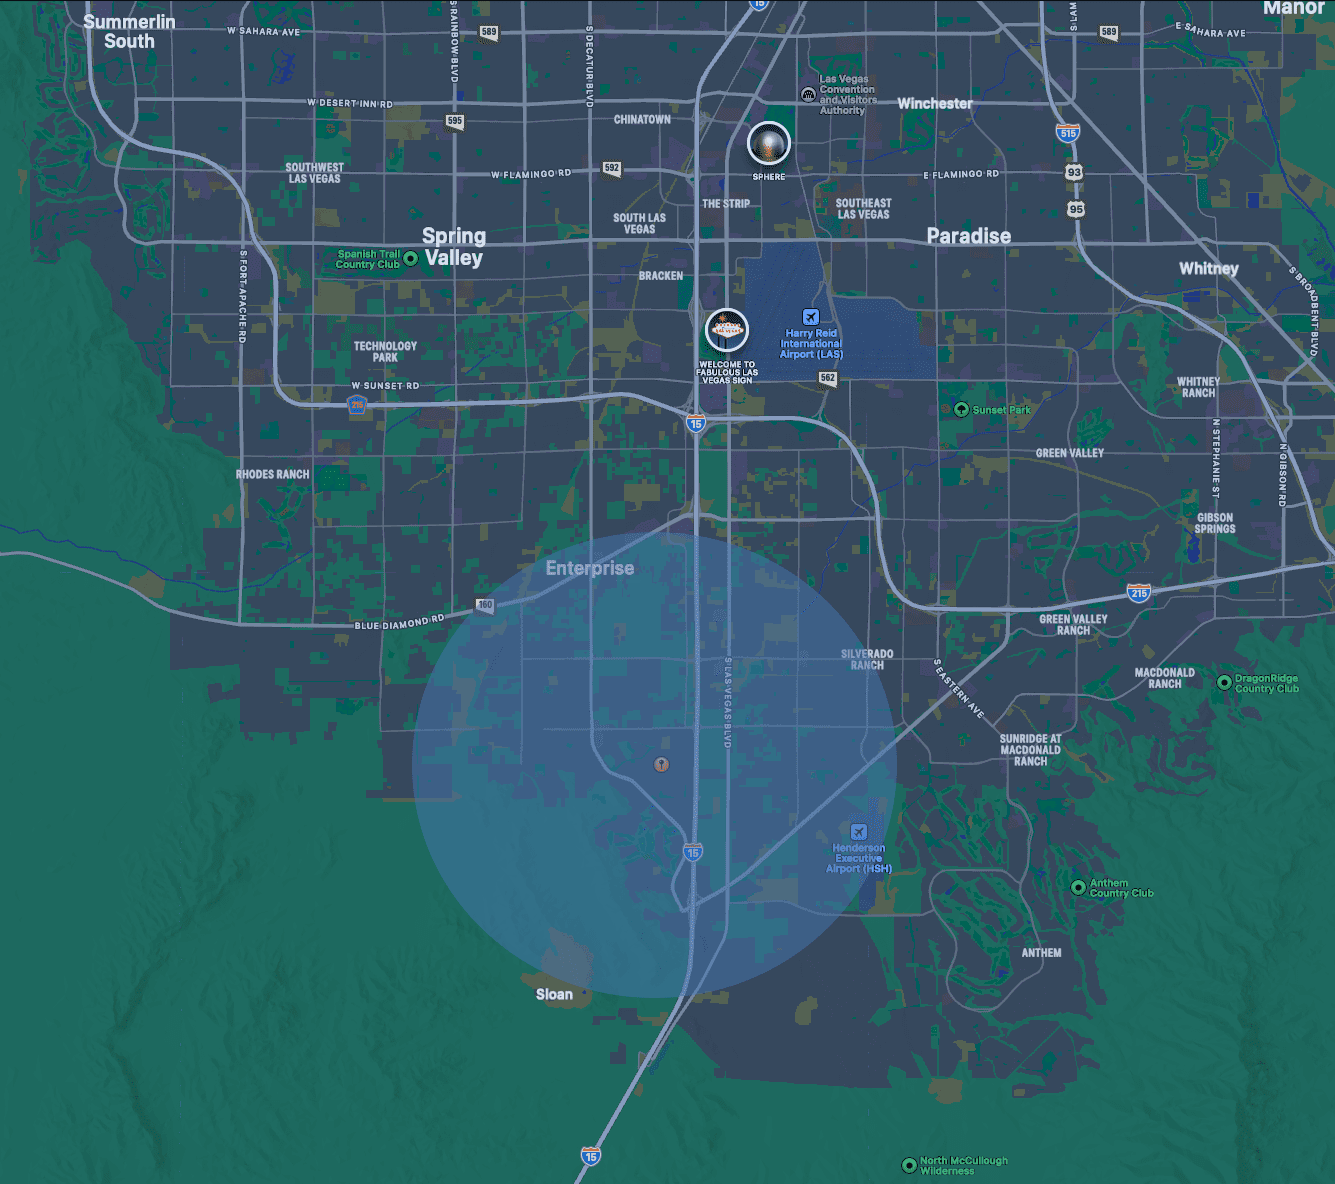 Summerlin
South
W SAHARA AVE
S RAINBOW BLVD
589
S DECATUR BLVD
15
S LAM
589
E SAHARA AVE
Manor
W DESERT INN RD
595
CHINATOWN
Las Vegas
Convention
and Visitors
Authority
Winchester
515
SPHERE
SOUTHWEST
LAS VEGAS
W FLAMINGO RD
592
E FLAMINGO RD
93
THE STRIP
SOUTHEAST
LAS VEGAS
95
SOUTH LAS
VEGAS
Spring
Valley
Paradise
Spanish Trail
Country Club
S FORT APACHE RD
BRACKEN
Whitney
S BROADBENT BLVD
Harry Reid
International
Airport (LAS)
WELCOME TO
FABULOUS LAS
VEGAS SIGN
TECHNOLOGY
PARK
562
W SUNSET RD
215
WHITNEY
RANCH
15
Sunset Park
GREEN VALLEY
N STEPHANIE ST
N GIBSON RD
RHODES RANCH
GIBSON
SPRINGS
Enterprise
160
215
BLUE DIAMOND RD
GREEN VALLEY
RANCH
SILVERADO
RANCH
S LAS VEGAS BLVD
S EASTERN AVE
MACDONALD
RANCH
DragonRidge
Country Club
SUNRIDGE AT
MACDONALD
RANCH
15
Henderson
Executive
Airport (HSH)
Anthem
Country Club
ANTHEM
Sloan
15
North McCullough
Wilderness